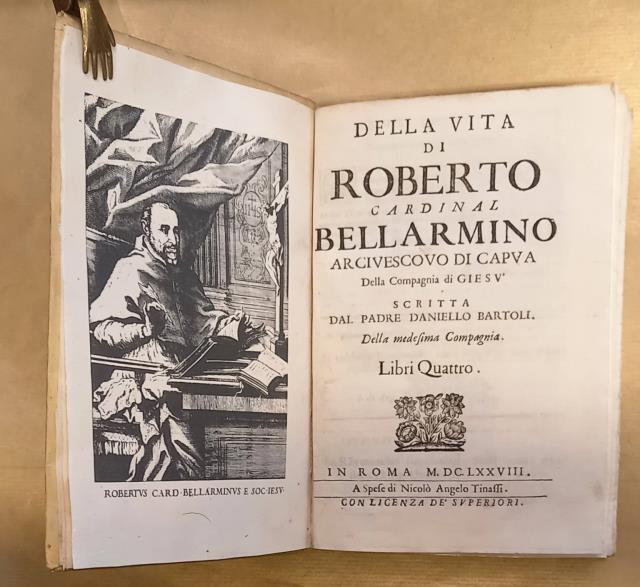 ROBERTVS CARD·BELLARMINVS E SOC·IESV·
DELLA VITA
DI
ROBERTO
CARDINAL
BELLARMINO
ARCIVESCOVO DI CAPVA
Della Compagnia di GIESV'
SCRITTA
DAL PADRE DANIELLO BARTOLI.
Della medesima Compagnia.
Libri Quattro.
IN ROMA M.DC.LXXVIII.
A Spese di Nicolò Angelo Tinassi.
CON LICENZA DE' SVPERIORI.